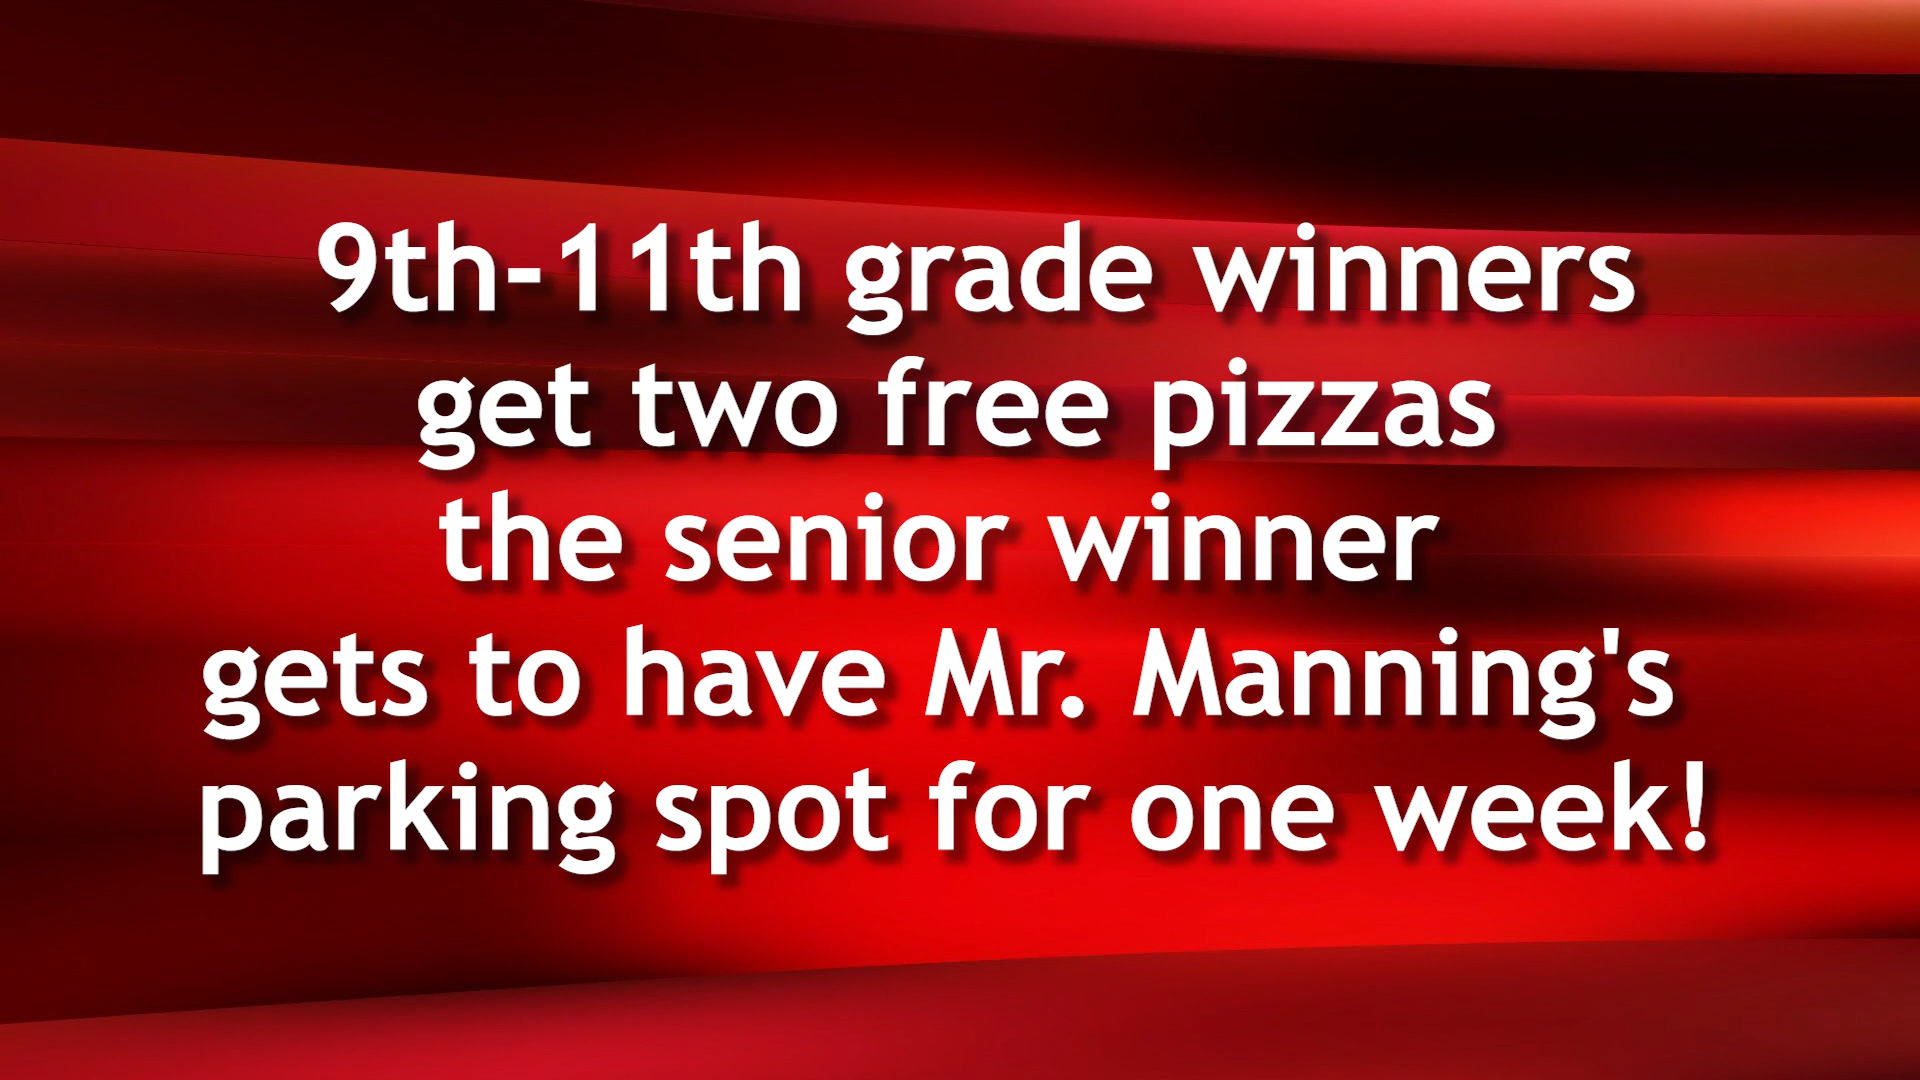 9th-11th grade winners
get two free pizzas
the senior winner
gets to have Mr. Manning's
parking spot for one week!